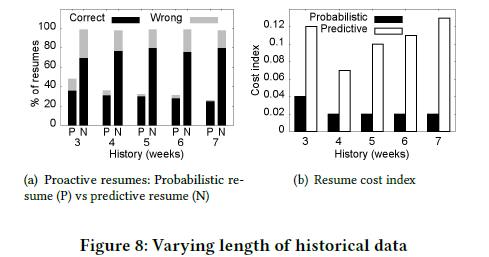 Correct Wrong
100
80
60
40
20
0
% of resumes
P N P N P N P N P N
3 4 5 6 7
History (weeks)
(a) Proactive resumes: Probabilistic re-
sume (P) vs predictive resume (N)
Probabilistic
Predictive
0.12
0.1
0.08
0.06
0.04
0.02
0
Cost index
3 4 5 6 7
History (weeks)
(b) Resume cost index
Figure 8: Varying length of historical data